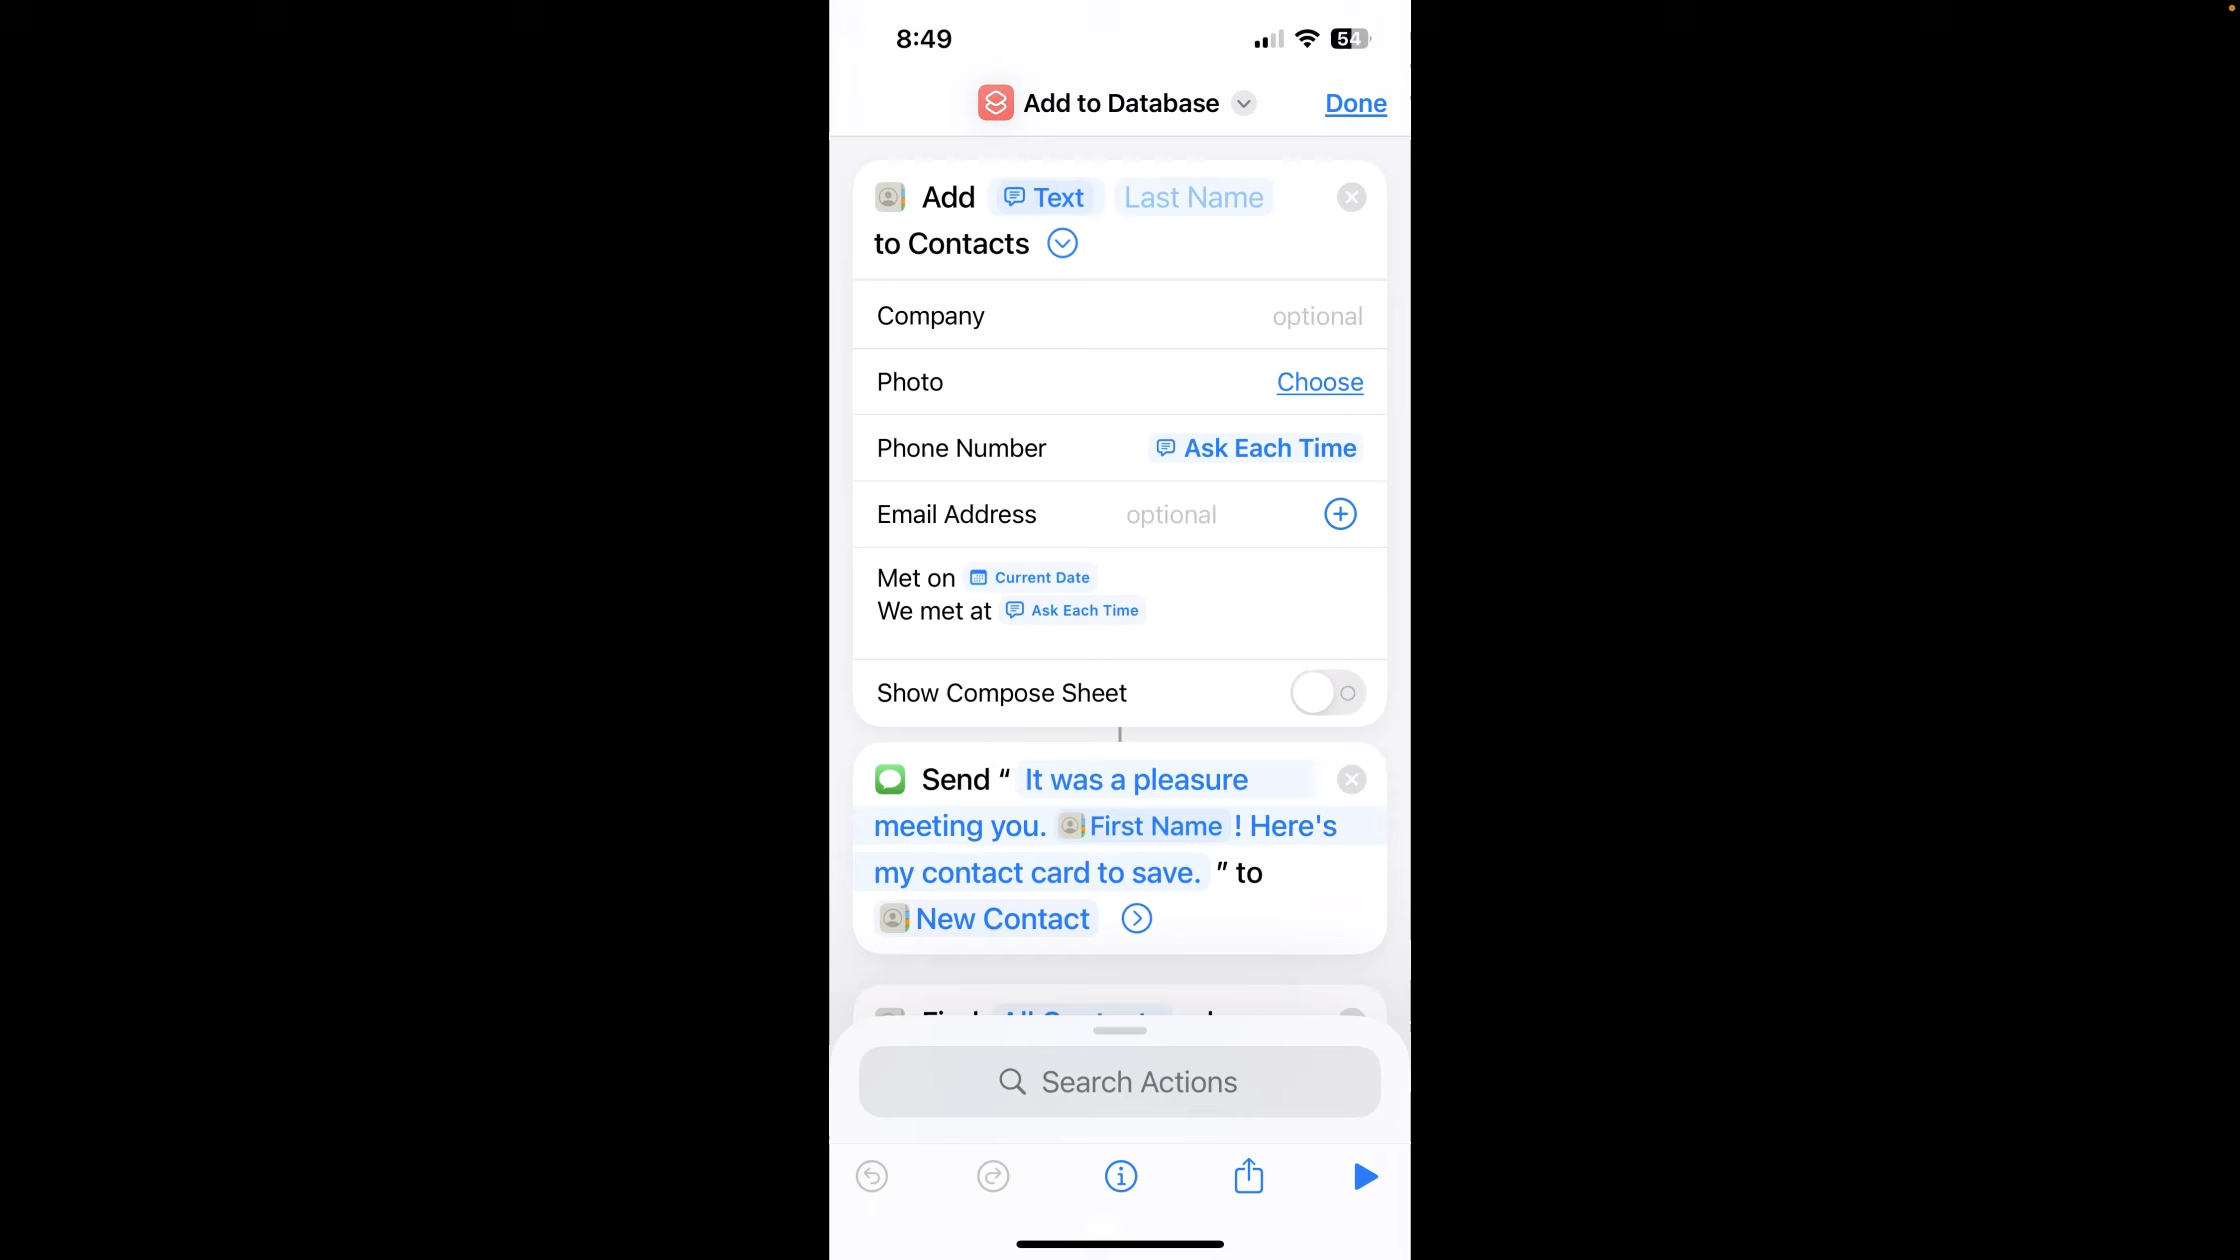 8:49
54
Add to Database
Done
Add Text Last Name
to Contacts
Company optional
Photo Choose
Phone Number Ask Each Time
Email Address optional
Met on Current Date
We met at Ask Each Time
Show Compose Sheet
Send “ It was a pleasure
meeting you. First Name ! Here's
my contact card to save. ” to
New Contact
Search Actions